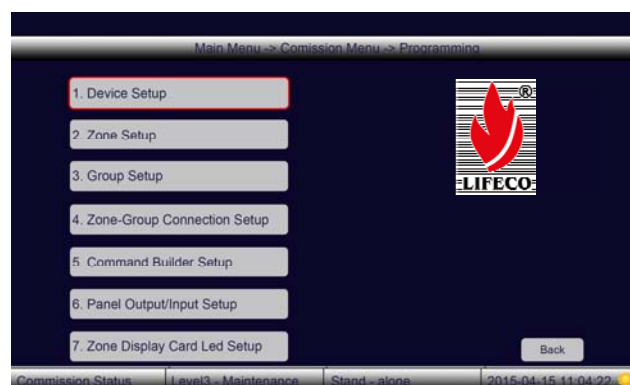 Main Menu -> Comission Menu -> Programming
1. Device Setup
2. Zone Setup
3. Group Setup
4. Zone-Group Connection Setup
5. Command Builder Setup
6. Panel Output/Input Setup
7. Zone Display Card Led Setup
®
LIFECO
Back
Commission Status Level3 - Maintenance Stand - alone 2015-04-15 11:04:22